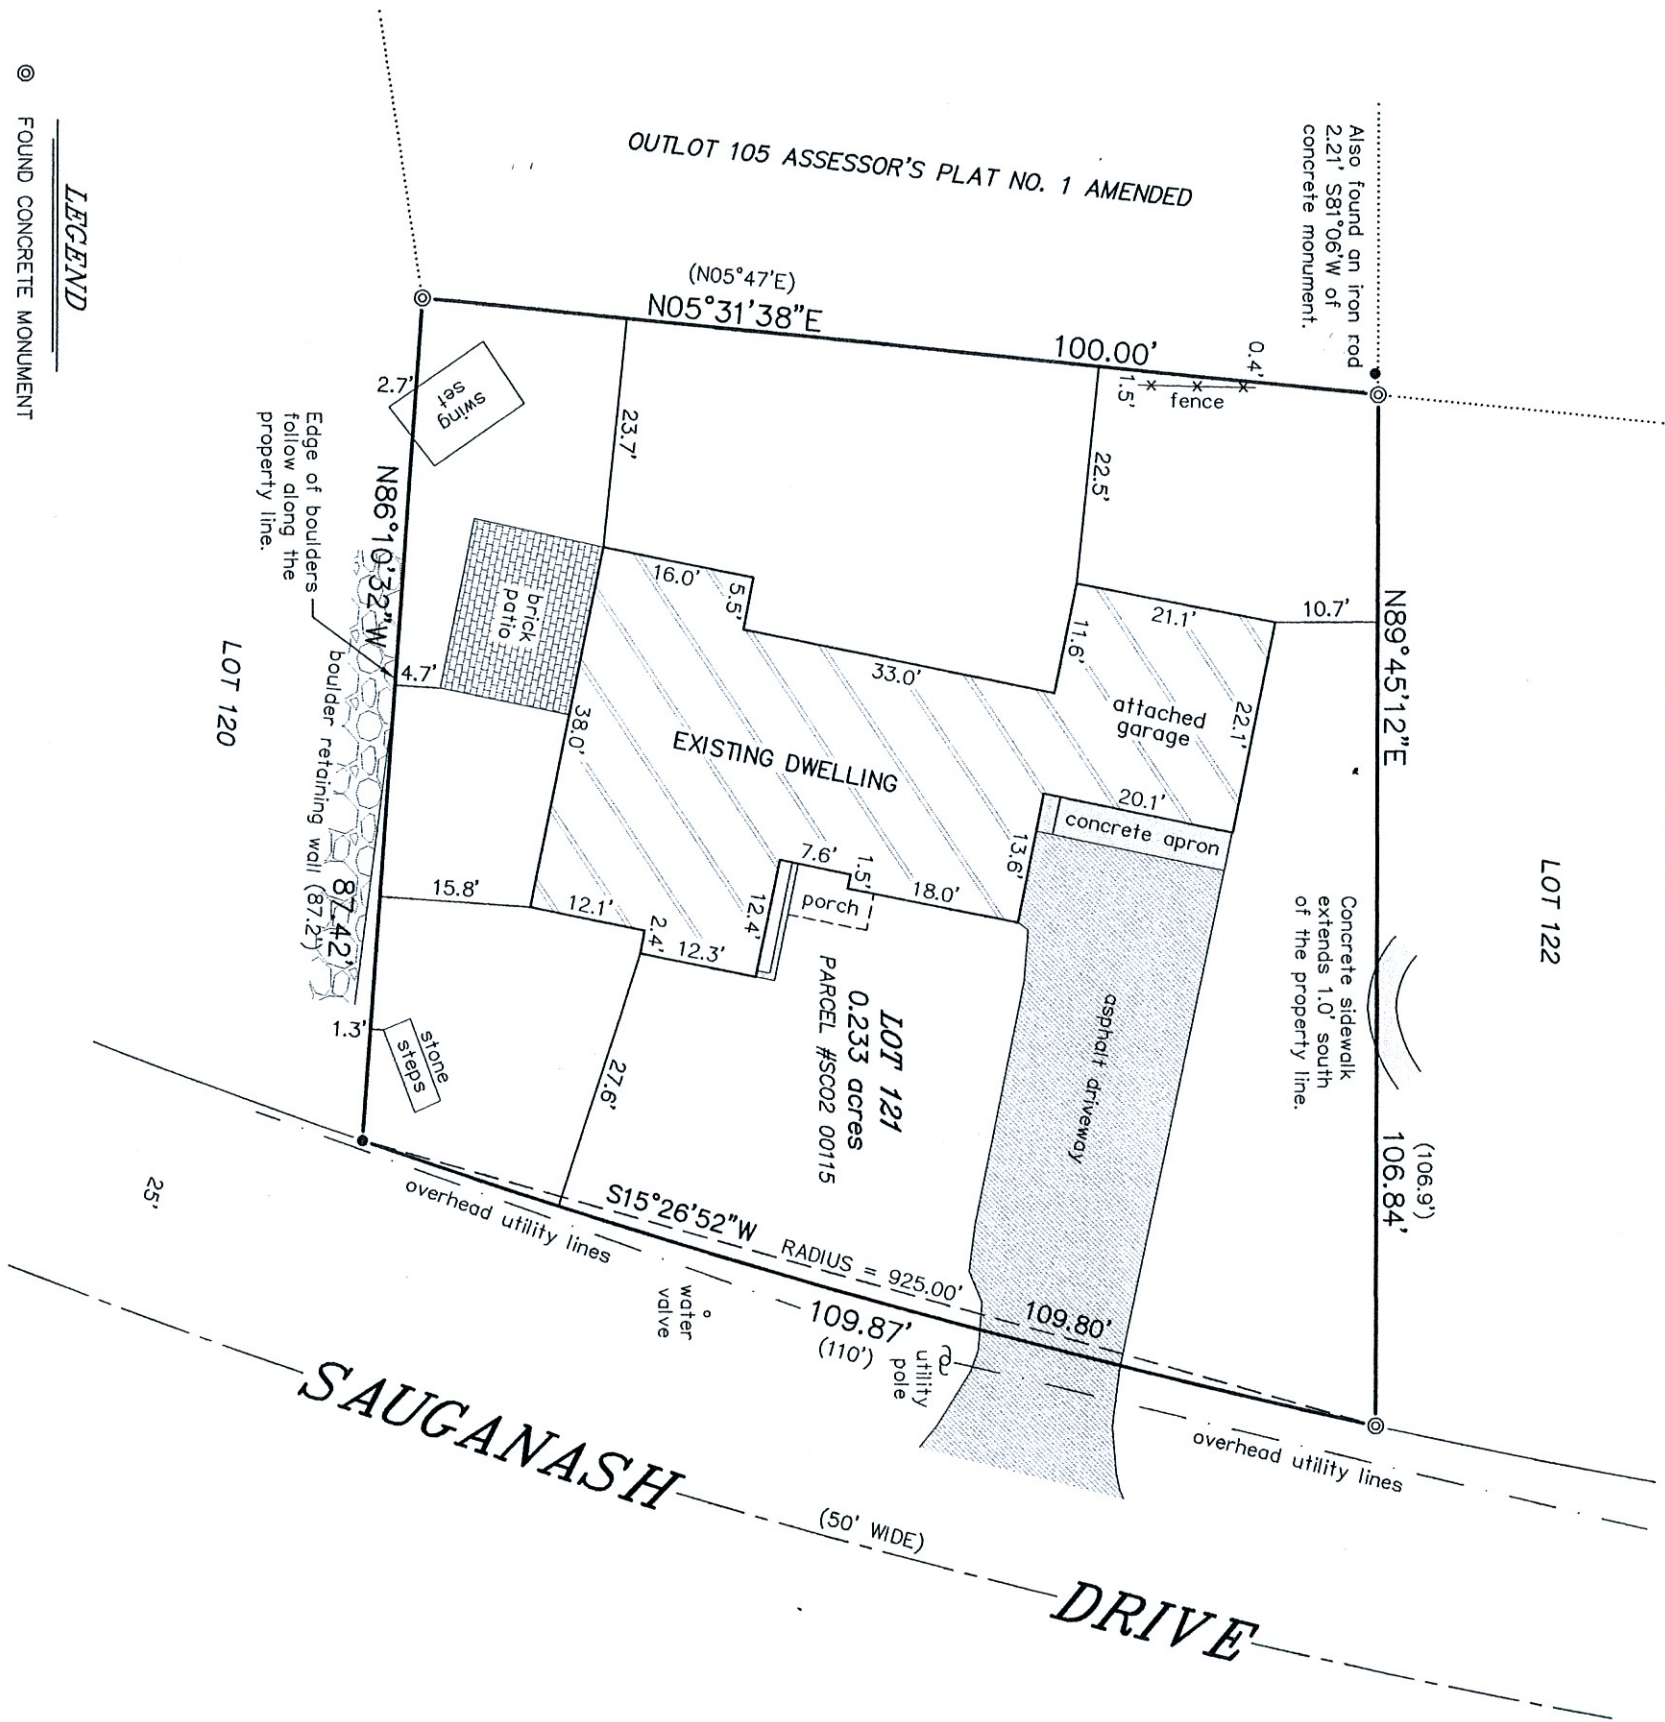 LEGEND
FOUND CONCRETE MONUMENT
OUTLOT 105 ASSESSOR'S PLAT NO. 1 AMENDED
Also found an iron rod
2.21' S81°06'W of
concrete monument.
(N05°47'E)
N05°31'38"E
100.00'
0.4'
1.5'
fence
2.7'
swing
set
23.7'
22.5'
N89°45'12"E
10.7'
21.1'
Edge of boulders
follow along the
property line.
N86°10'32"W
brick
patio
16.0'
5.5'
33.0'
11.6'
attached
garage
22.1'
LOT 120
4.7'
38.0'
EXISTING DWELLING
20.1'
concrete apron
boulder retaining wall (87.2')
87.42'
15.8'
12.1'
2.4'
12.3'
12.4'
7.6'
1.5'
porch
18.0'
13.6'
LOT 122
Concrete sidewalk
extends 1.0' south
of the property line.
(106.9')
106.84'
1.3'
stone
steps
27.6'
LOT 121
0.233 acres
PARCEL #SC02 00115
asphalt driveway
25'
overhead utility lines
S15°26'52"W
RADIUS = 925.00'
109.80'
109.87'
(110')
water
valve
utility
pole
overhead utility lines
SAUGANASH
(50' WIDE)
DRIVE